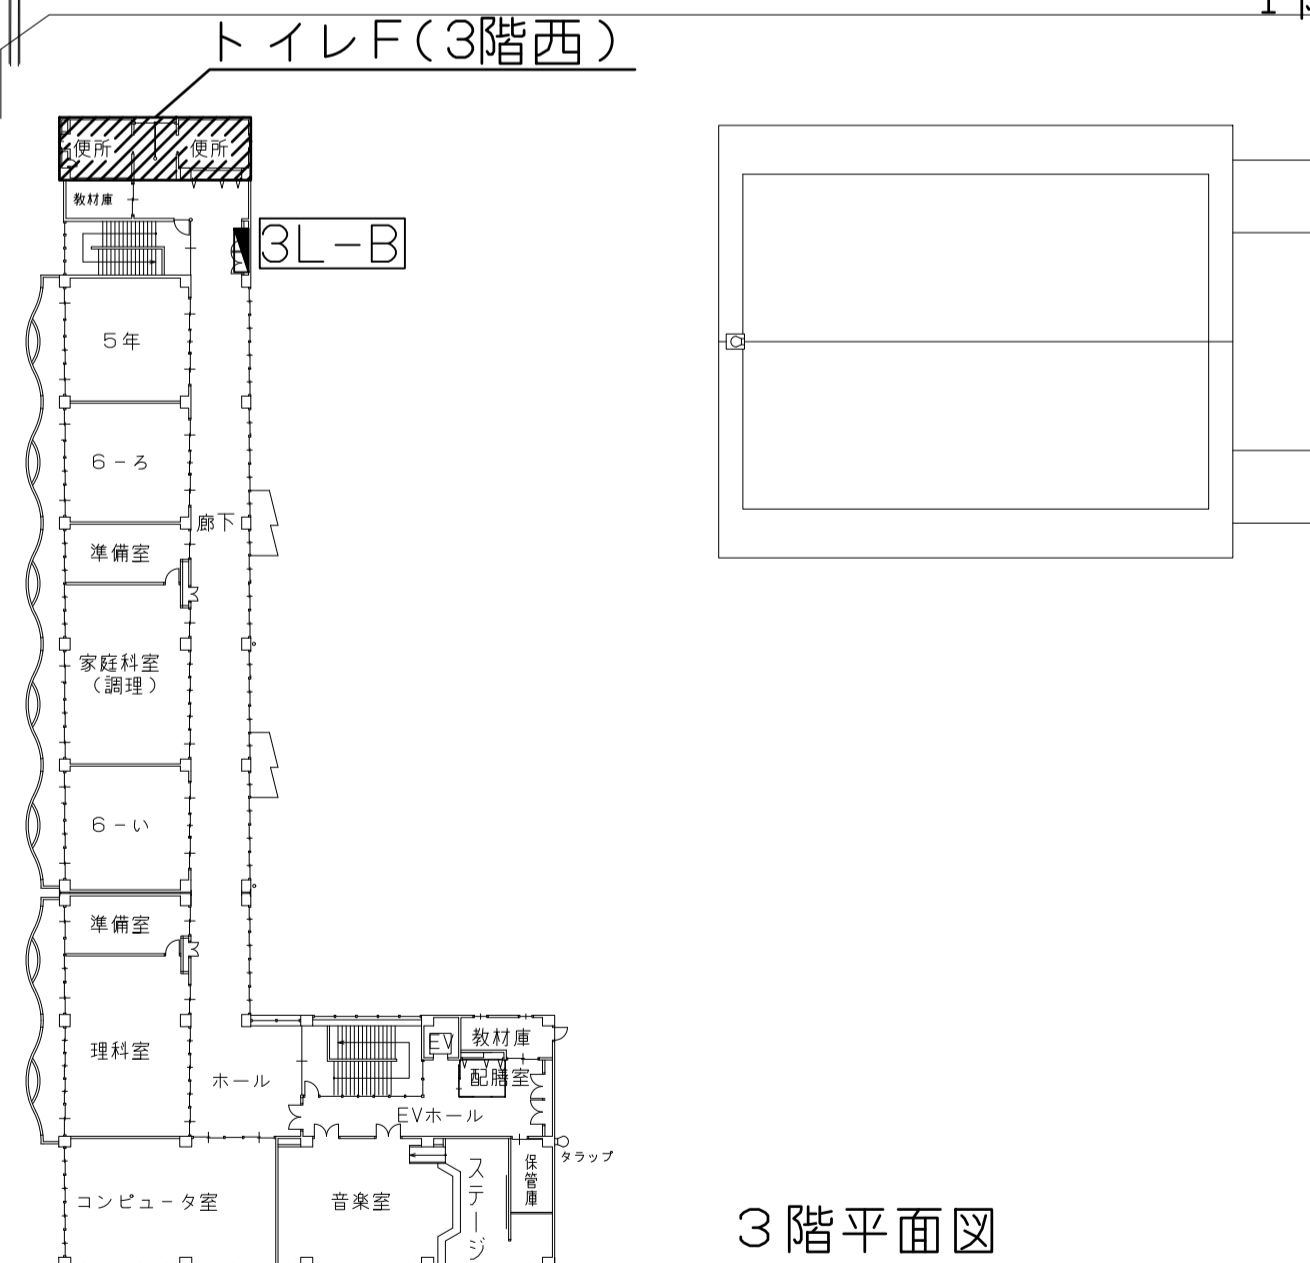 トイレF(3階西)
便所
便所
教材庫
3L-B
5年
6-ろ
廊下
準備室
家庭科室
(調理)
6-い
準備室
理科室
ホール
EV
教材庫
配膳室
EVホール
タラップ
コンピュータ室
音楽室
ステージ
保管庫
3階平面図